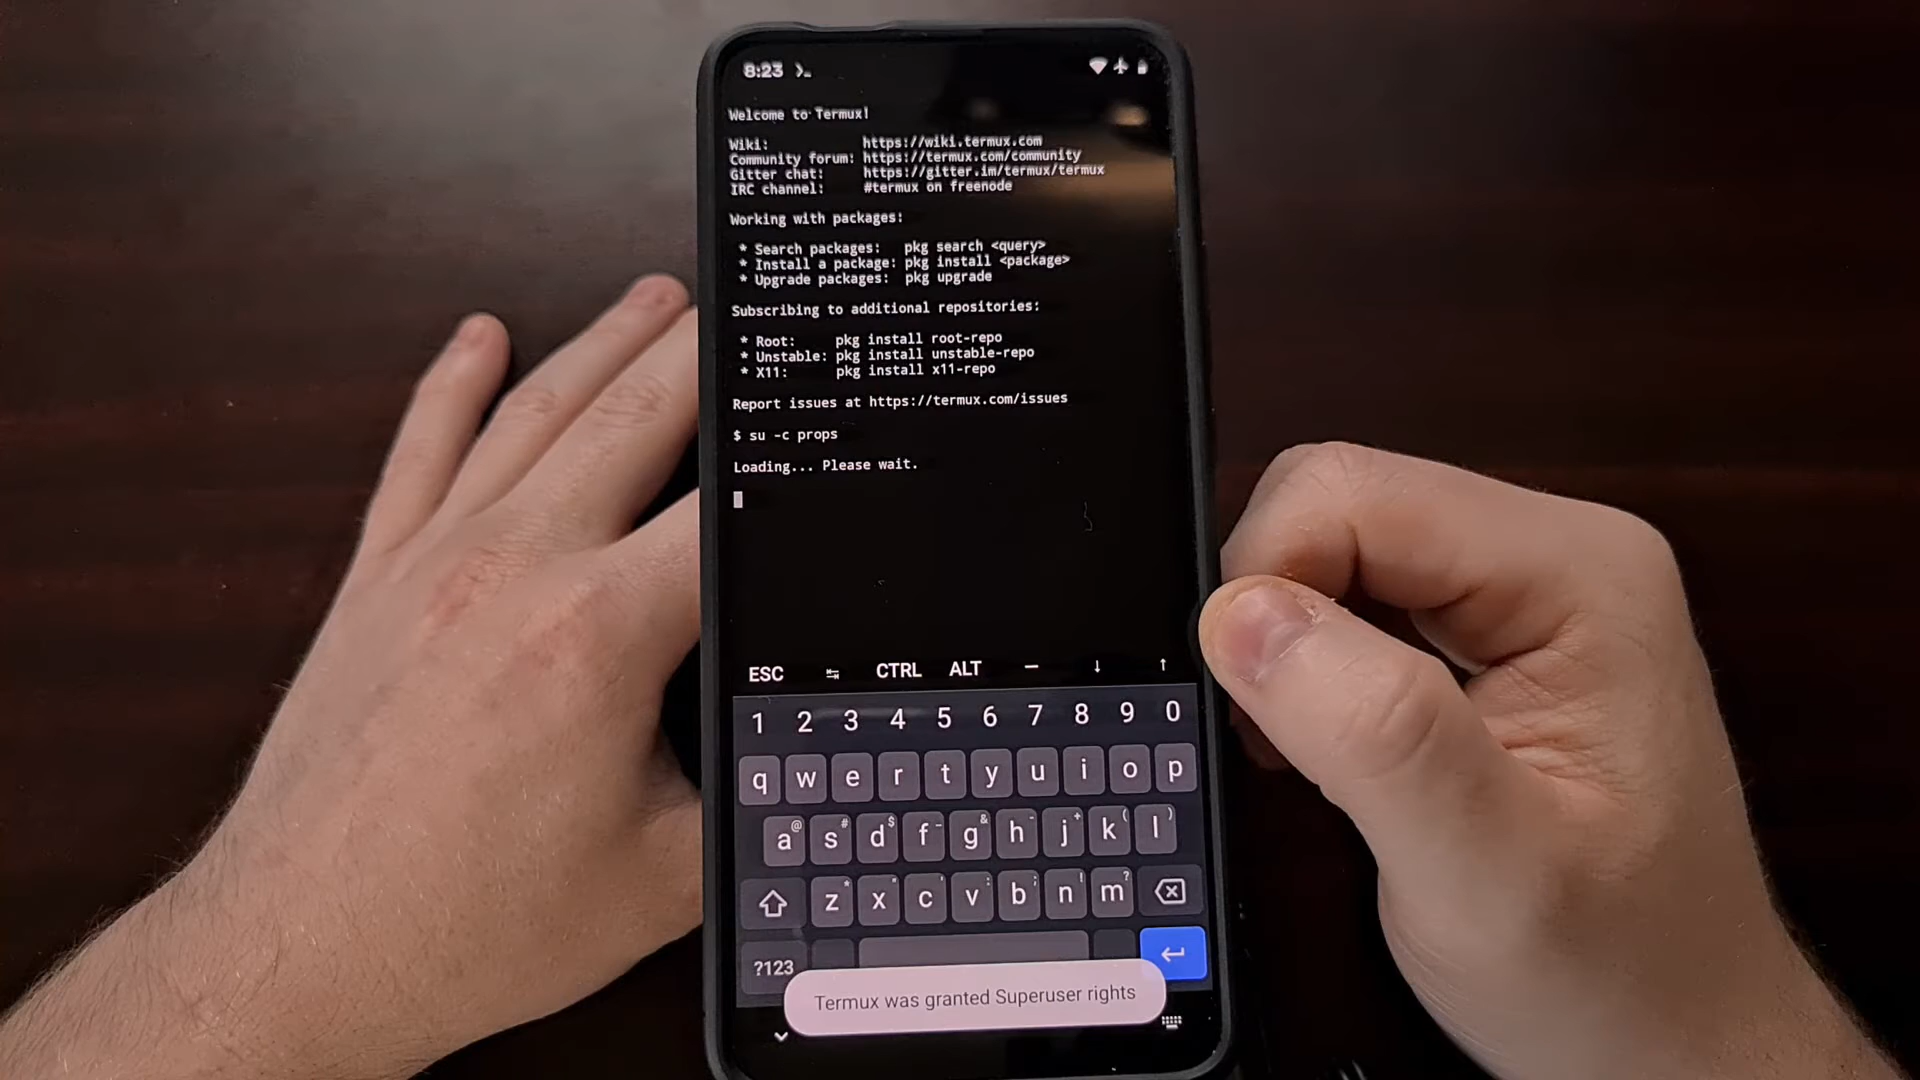 8:23
Welcome to Termux!
Wiki: https://wiki.termux.com
Community forum: https://termux.com/community
Gitter chat: https://gitter.im/termux/termux
IRC channel: #termux on freenode
Working with packages:
* Search packages: pkg search <query>
* Install a package: pkg install <package>
* Upgrade packages: pkg upgrade
Subscribing to additional repositories:
* Root: pkg install root-repo
* Unstable: pkg install unstable-repo
* X11: pkg install x11-repo
Report issues at https://termux.com/issues
$ su -c props
Loading... Please wait.
ESC ↹ CTRL ALT — ↓ ↑
1 2 3 4 5 6 7 8 9 0
q w e r t y u i o p
a s d f g h j k l
z x c v b n m
?123
Termux was granted Superuser rights